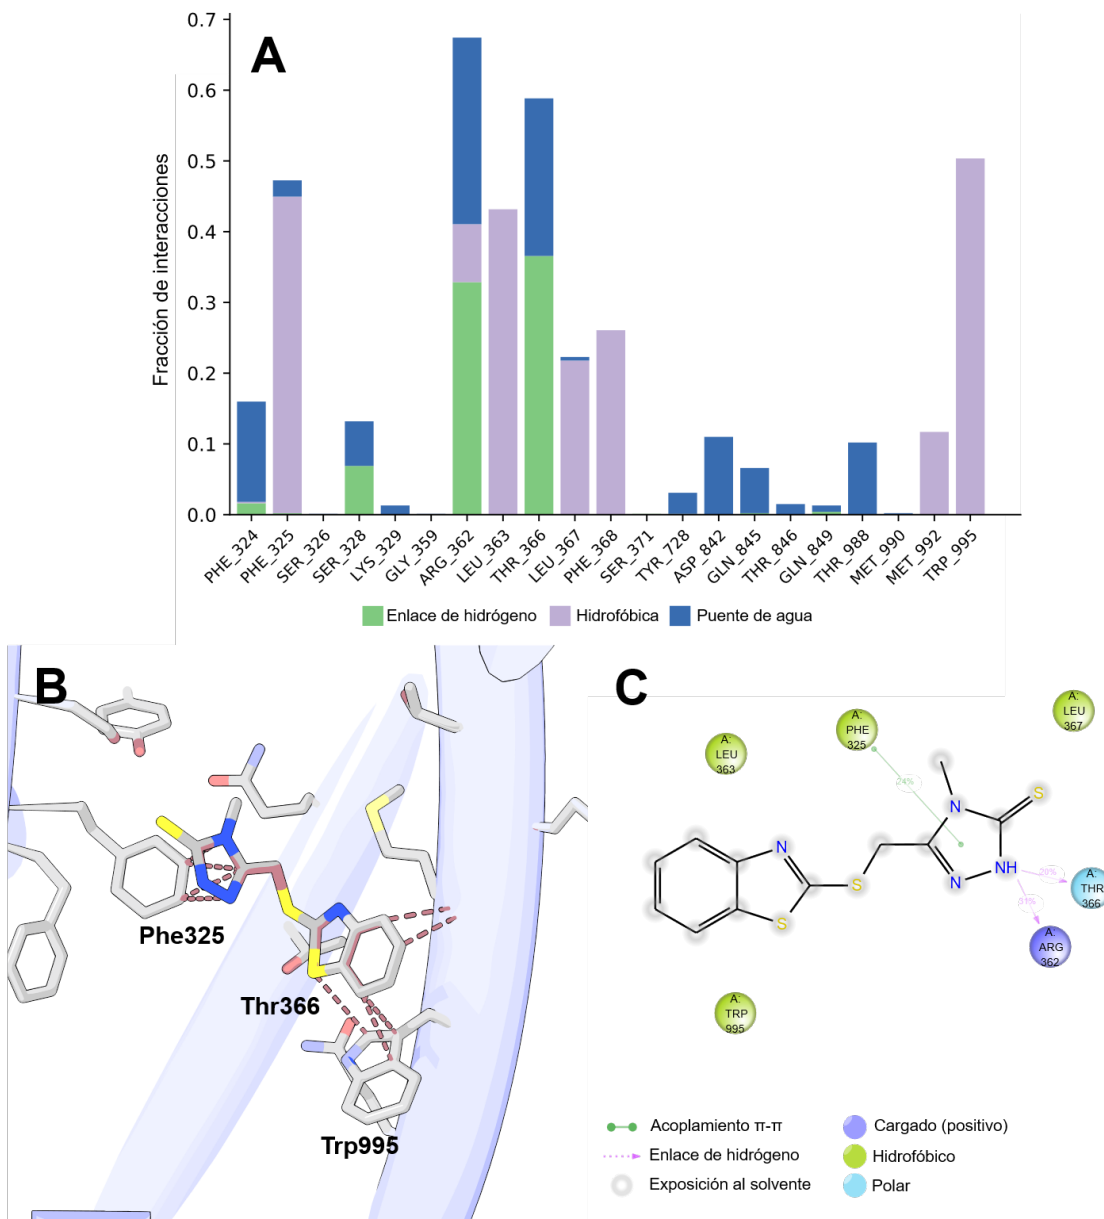 A
Fracción de interacciones
0.7
0.6
0.5
0.4
0.3
0.2
0.1
0.0
PHE_324
PHE_325
SER_326
SER_328
LYS_329
GLY_359
ARG_362
LEU_363
THR_366
LEU_367
PHE_368
SER_371
TYR_728
ASP_842
GLN_845
THR_846
GLN_849
THR_988
MET_990
MET_992
TRP_995
Enlace de hidrógeno
Hidrofóbica
Puente de agua
B
Phe325
Thr366
Trp995
C
A:
LEU
367
A:
PHE
325
A:
LEU
363
24%
N
S
N
S
S
N
NH
29%
A:
THR
366
31%
A:
ARG
362
A:
TRP
995
Acoplamiento π-π
Enlace de hidrógeno
Exposición al solvente
Cargado (positivo)
Hidrofóbico
Polar